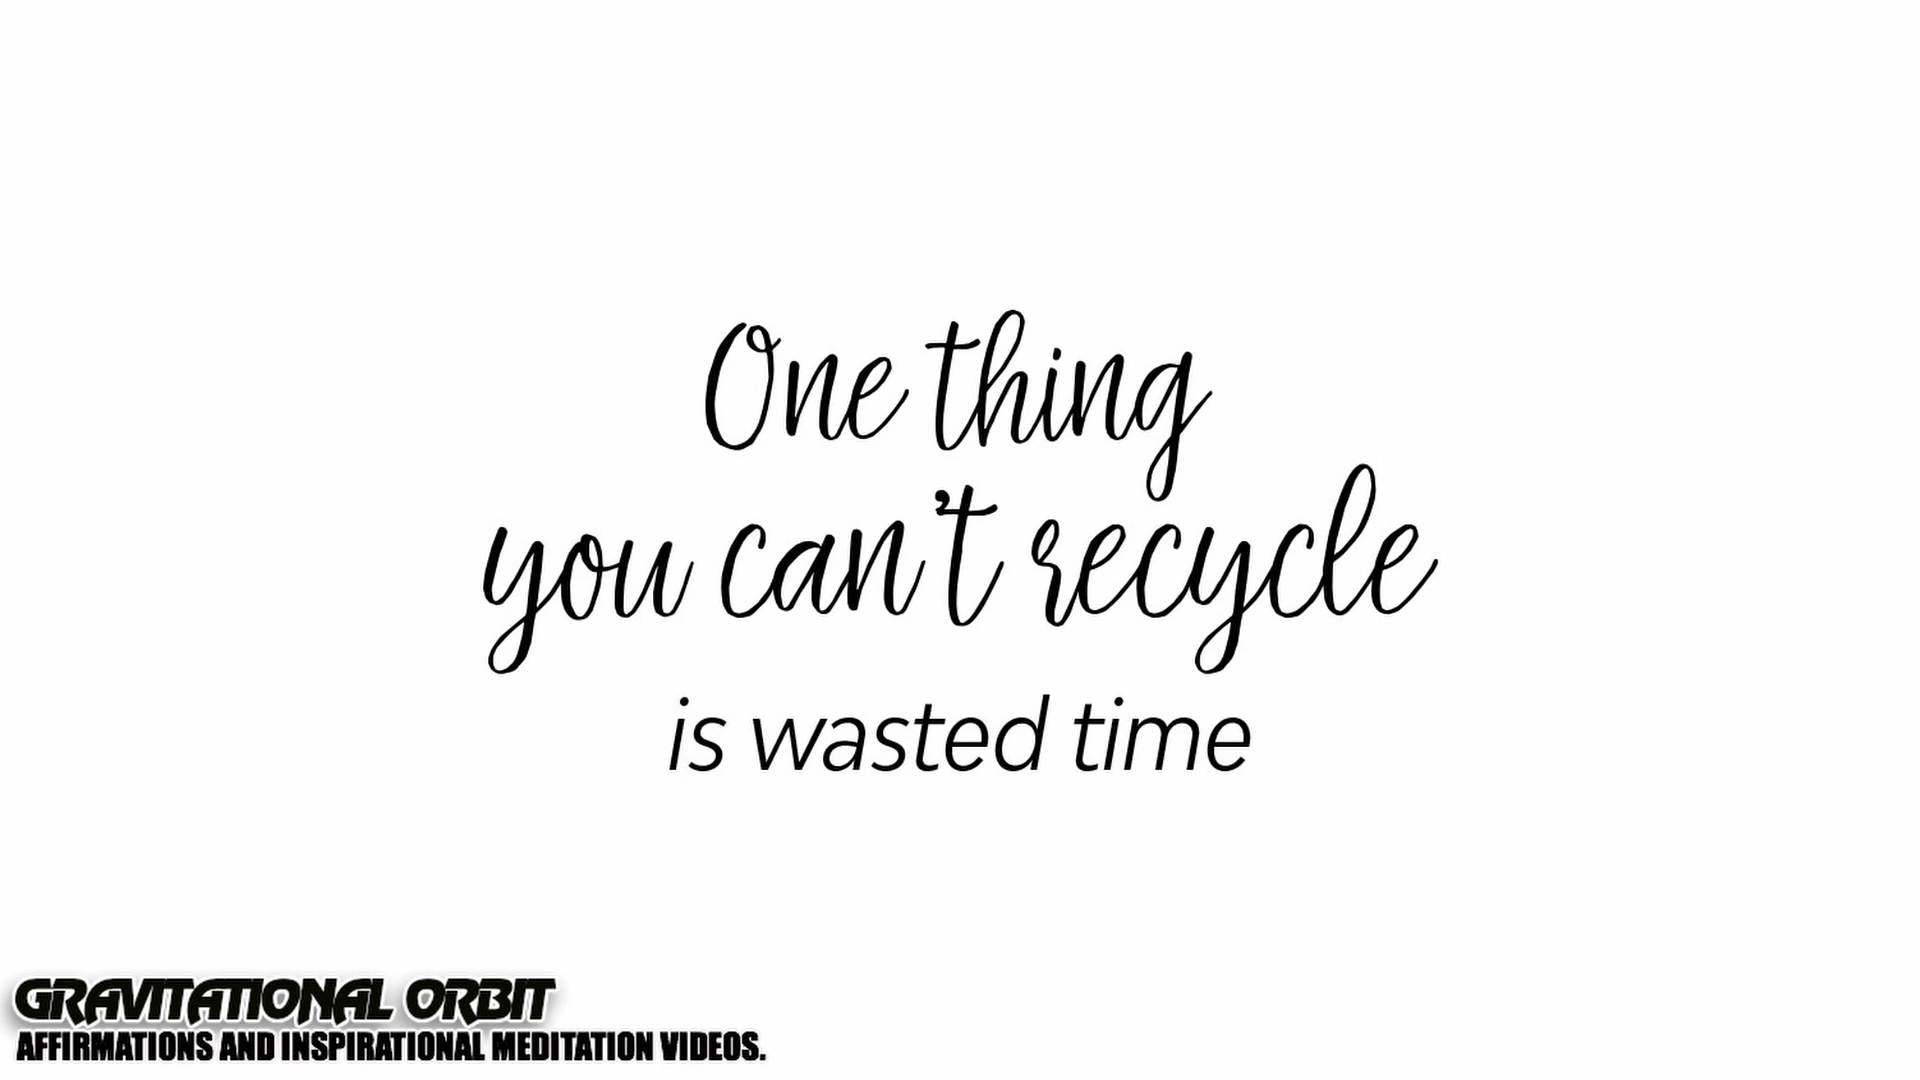 One thing
you can't recycle
is wasted time
GRAVITATIONAL ORBIT
AFFIRMATIONS AND INSPIRATIONAL MEDITATION VIDEOS.